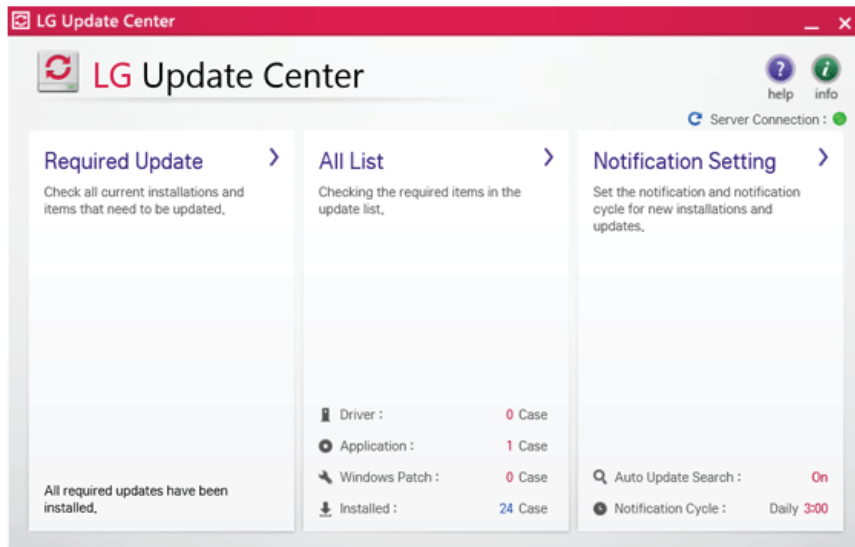 LG Update Center
LG Update Center
help info
Server Connection :
Required Update
Check all current installations and
items that need to be updated.
All required updates have been
installed.
All List
Checking the required items in the
update list.
Driver : 0 Case
Application : 1 Case
Windows Patch : 0 Case
Installed : 24 Case
Notification Setting
Set the notification and notification
cycle for new installations and
updates.
Auto Update Search : On
Notification Cycle : Daily 3:00